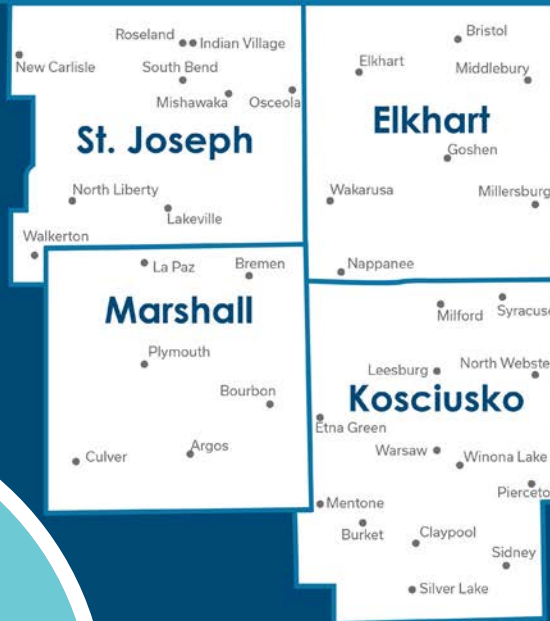 Roseland
Indian Village
New Carlisle
South Bend
Mishawaka
Osceola
St. Joseph
North Liberty
Lakeville
Walkerton
Bristol
Elkhart
Middlebury
Elkhart
Goshen
Wakarusa
Millersburg
Nappanee
La Paz
Bremen
Marshall
Plymouth
Bourbon
Culver
Argos
Milford
Syracuse
Leesburg
North Webste
Kosciusko
Etna Green
Warsaw
Winona Lake
Pierceto
Mentone
Burket
Claypool
Sidney
Silver Lake